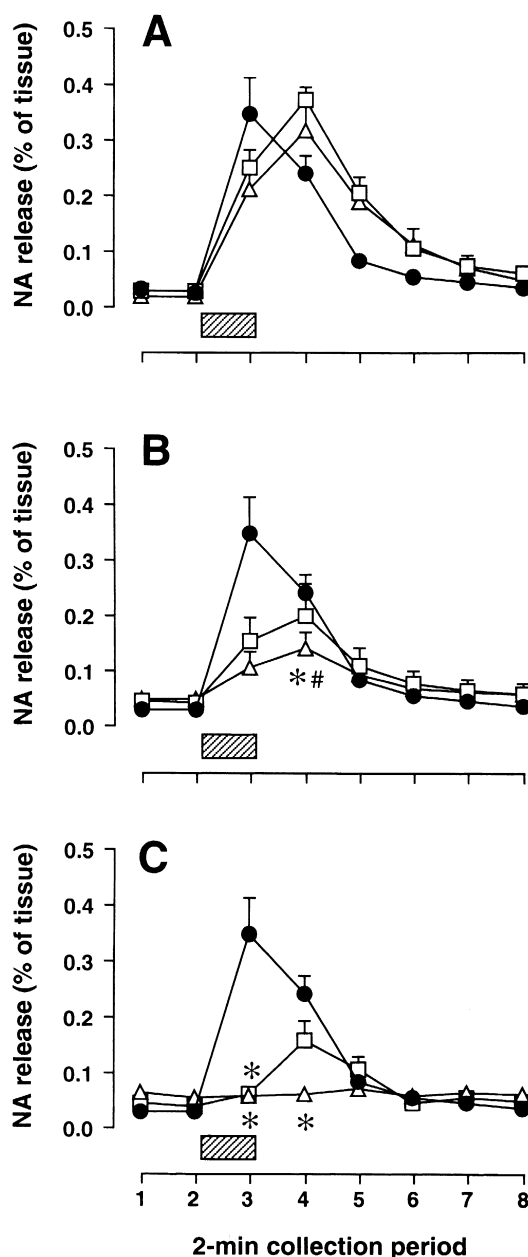 A
NA release (% of tissue)
0.5
0.4
0.3
0.2
0.1
0.0
B
NA release (% of tissue)
0.5
0.4
0.3
0.2
0.1
0.0
*#
C
NA release (% of tissue)
0.5
0.4
0.3
0.2
0.1
0.0
*
* *
1 2 3 4 5 6 7 8
2-min collection period